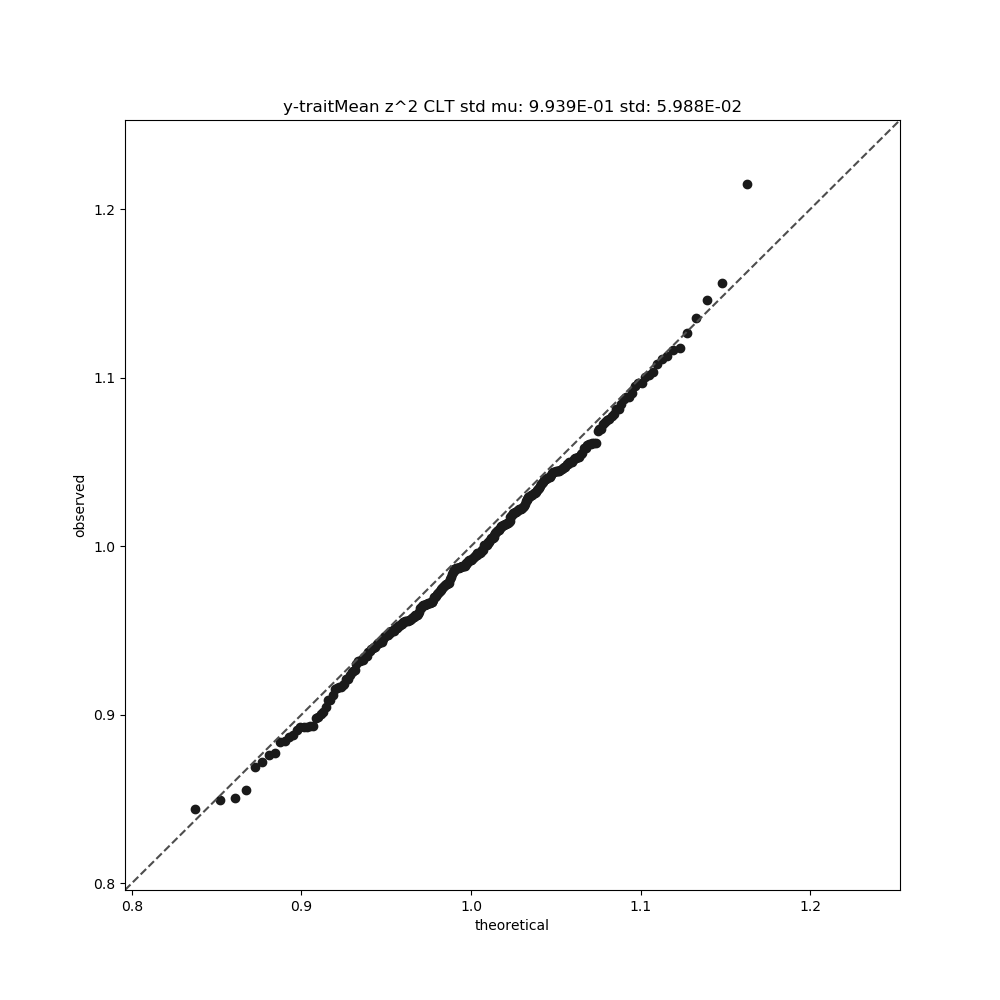 y-traitMean z^2 CLT std mu: 9.939E-01 std: 5.988E-02
1.2
1.1
observed
1.0
0.9
0.8
0.8 0.9 1.0 1.1 1.2
theoretical